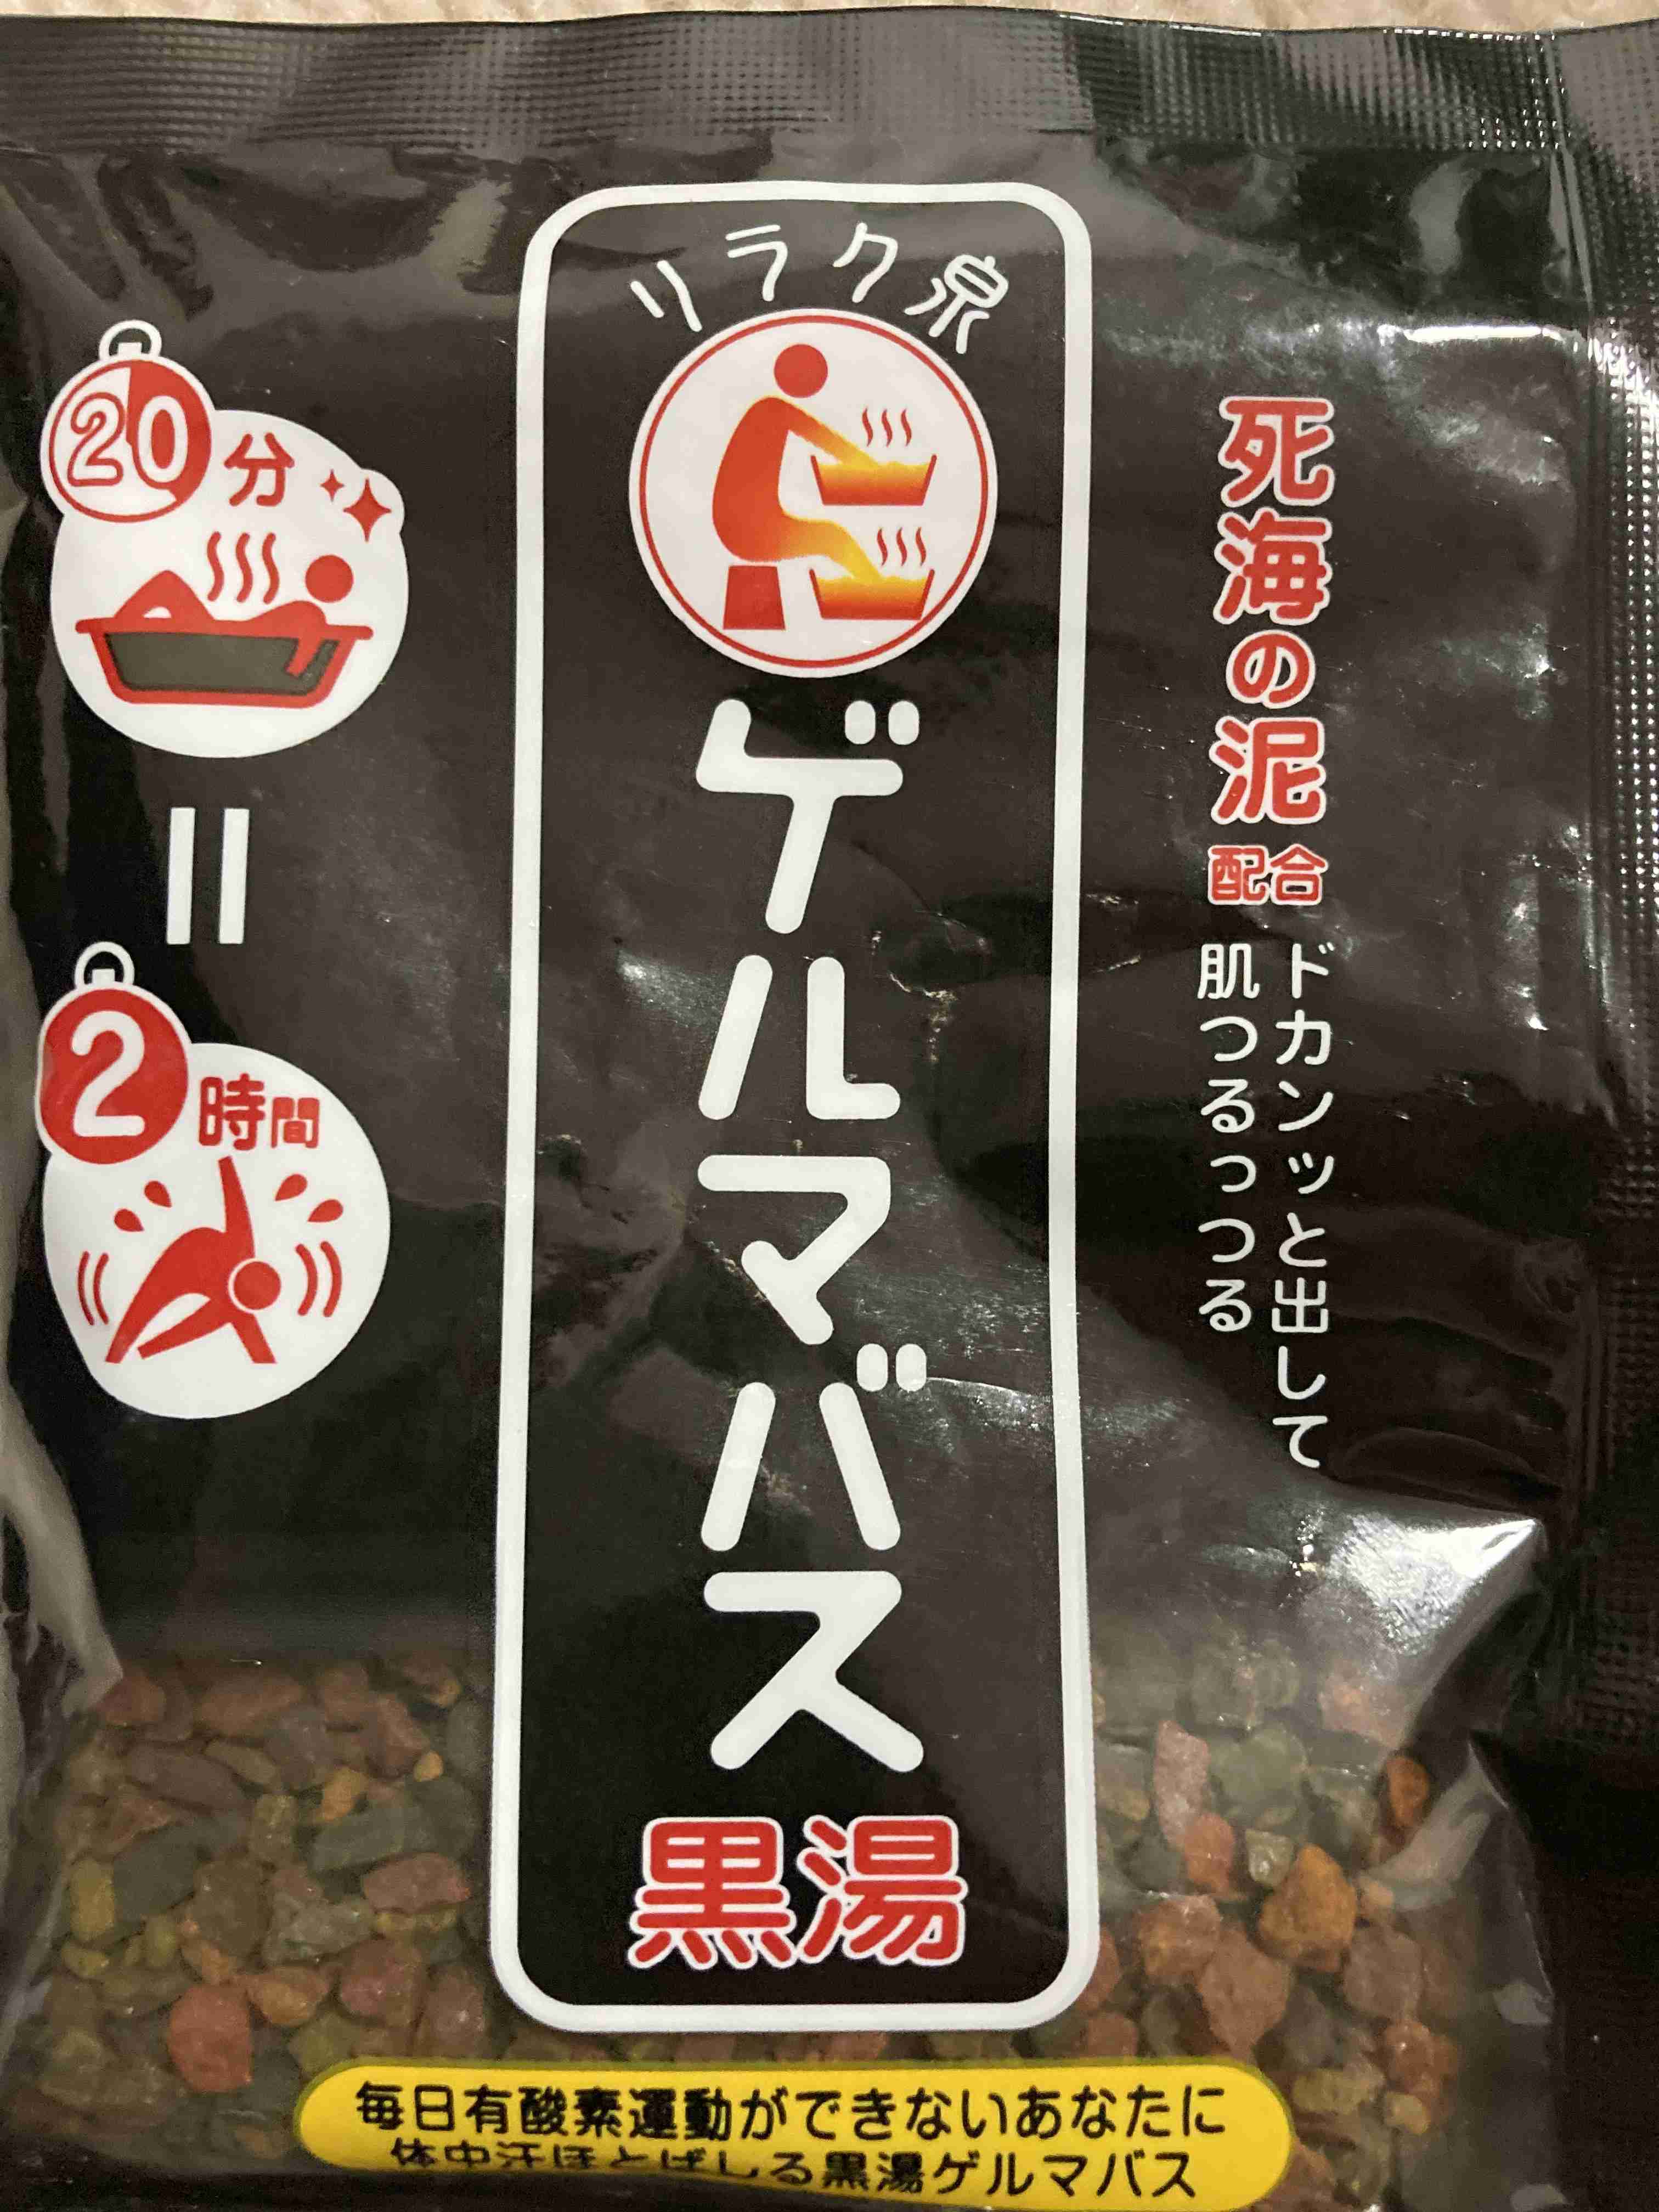 リラク泉
ゲルマバス
黒湯
死海の泥
配合
ドカンッと出して
肌つるっつる
20分
=
2時間
毎日有酸素運動ができないあなたに
体中汗ほとばしる黒湯ゲルマバス